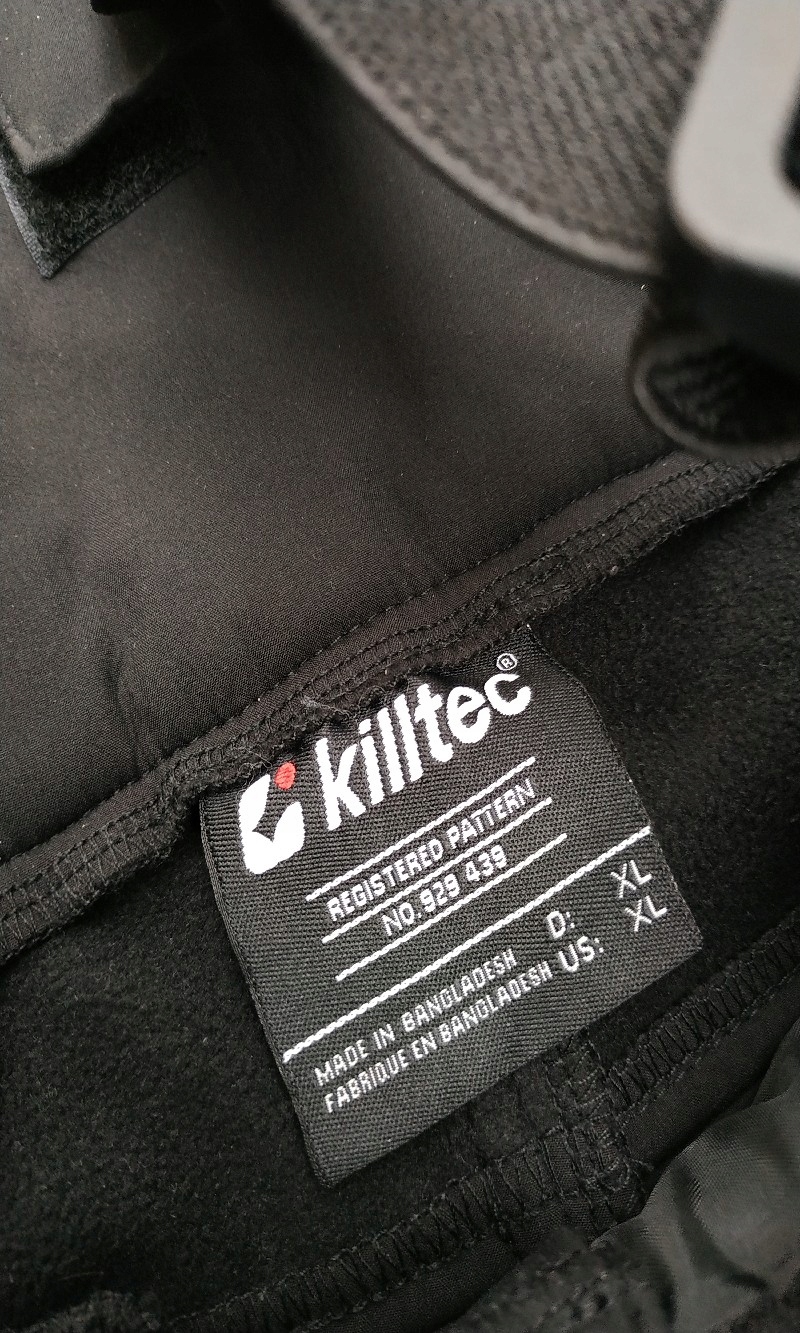 killtec®
REGISTERED PATTERN
NO.929 439
D: XL
US: XL
MADE IN BANGLADESH
FABRIQUE EN BANGLADESH